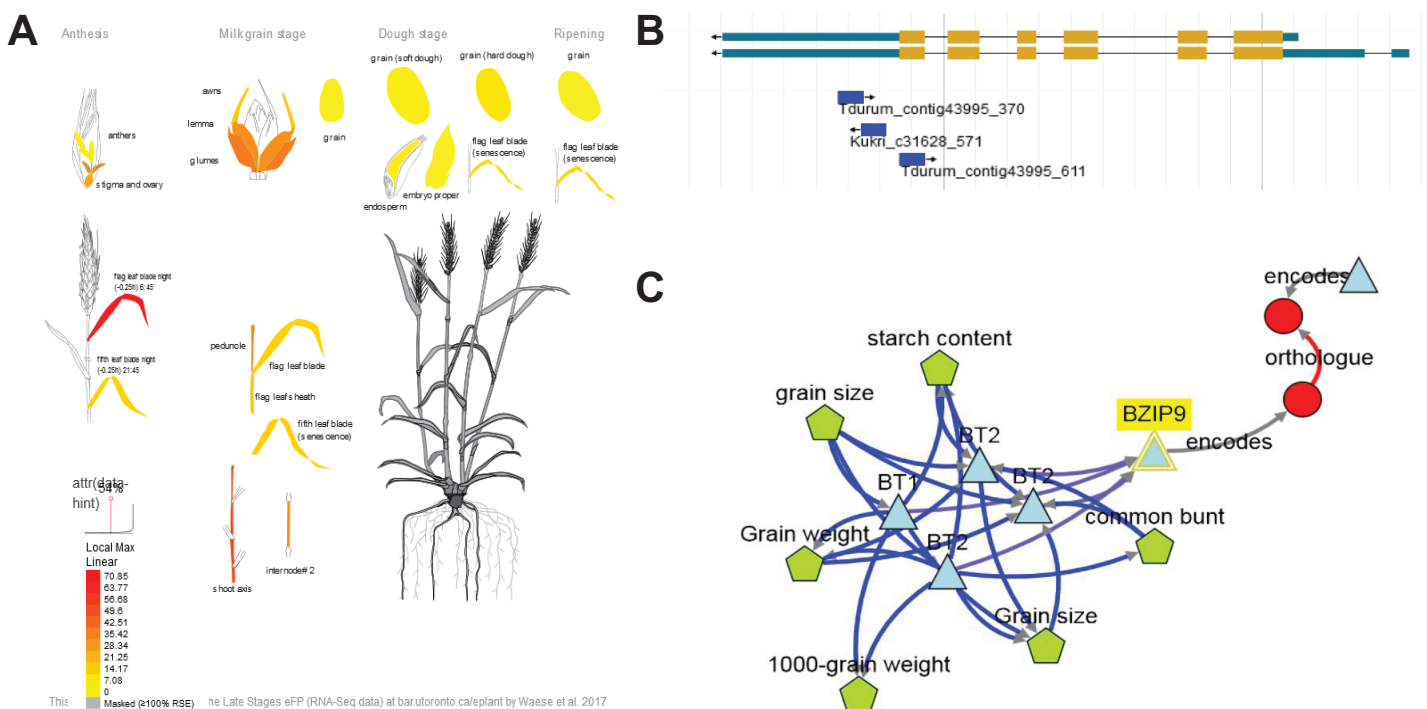 A
Anthesis
Milk grain stage
Dough stage
Ripening
grain (soft dough)
grain (hard dough)
grain
awns
lemma
glumes
grain
anthers
stigma and ovary
flag leaf blade
(senescence)
flag leaf blade
(senescence)
embryo proper
endosperm
flag leaf blade night
(-0.25h) 6:45
fifth leaf blade night
(-0.25h) 21:45
peduncle
flag leaf blade
flag leaf sheath
fifth leaf blade
(senescence)
shoot axis
internode# 2
attr(data-
hint)
54%
Local Max
Linear
70.85
63.77
56.68
49.6
42.51
35.42
28.34
21.25
14.17
7.08
0
Masked (≥100% RSE)
This
he Late Stages eFP (RNA-Seq data) at bar.utoronto.ca/eplant by Waese et al. 2017
B
Tdurum_contig43995_370
Kukri_c31628_571
Tdurum_contig43995_611
C
encodes
orthologue
starch content
grain size
BZIP9
encodes
BT2
BT1
BT2
common bunt
Grain weight
BT2
Grain size
1000-grain weight